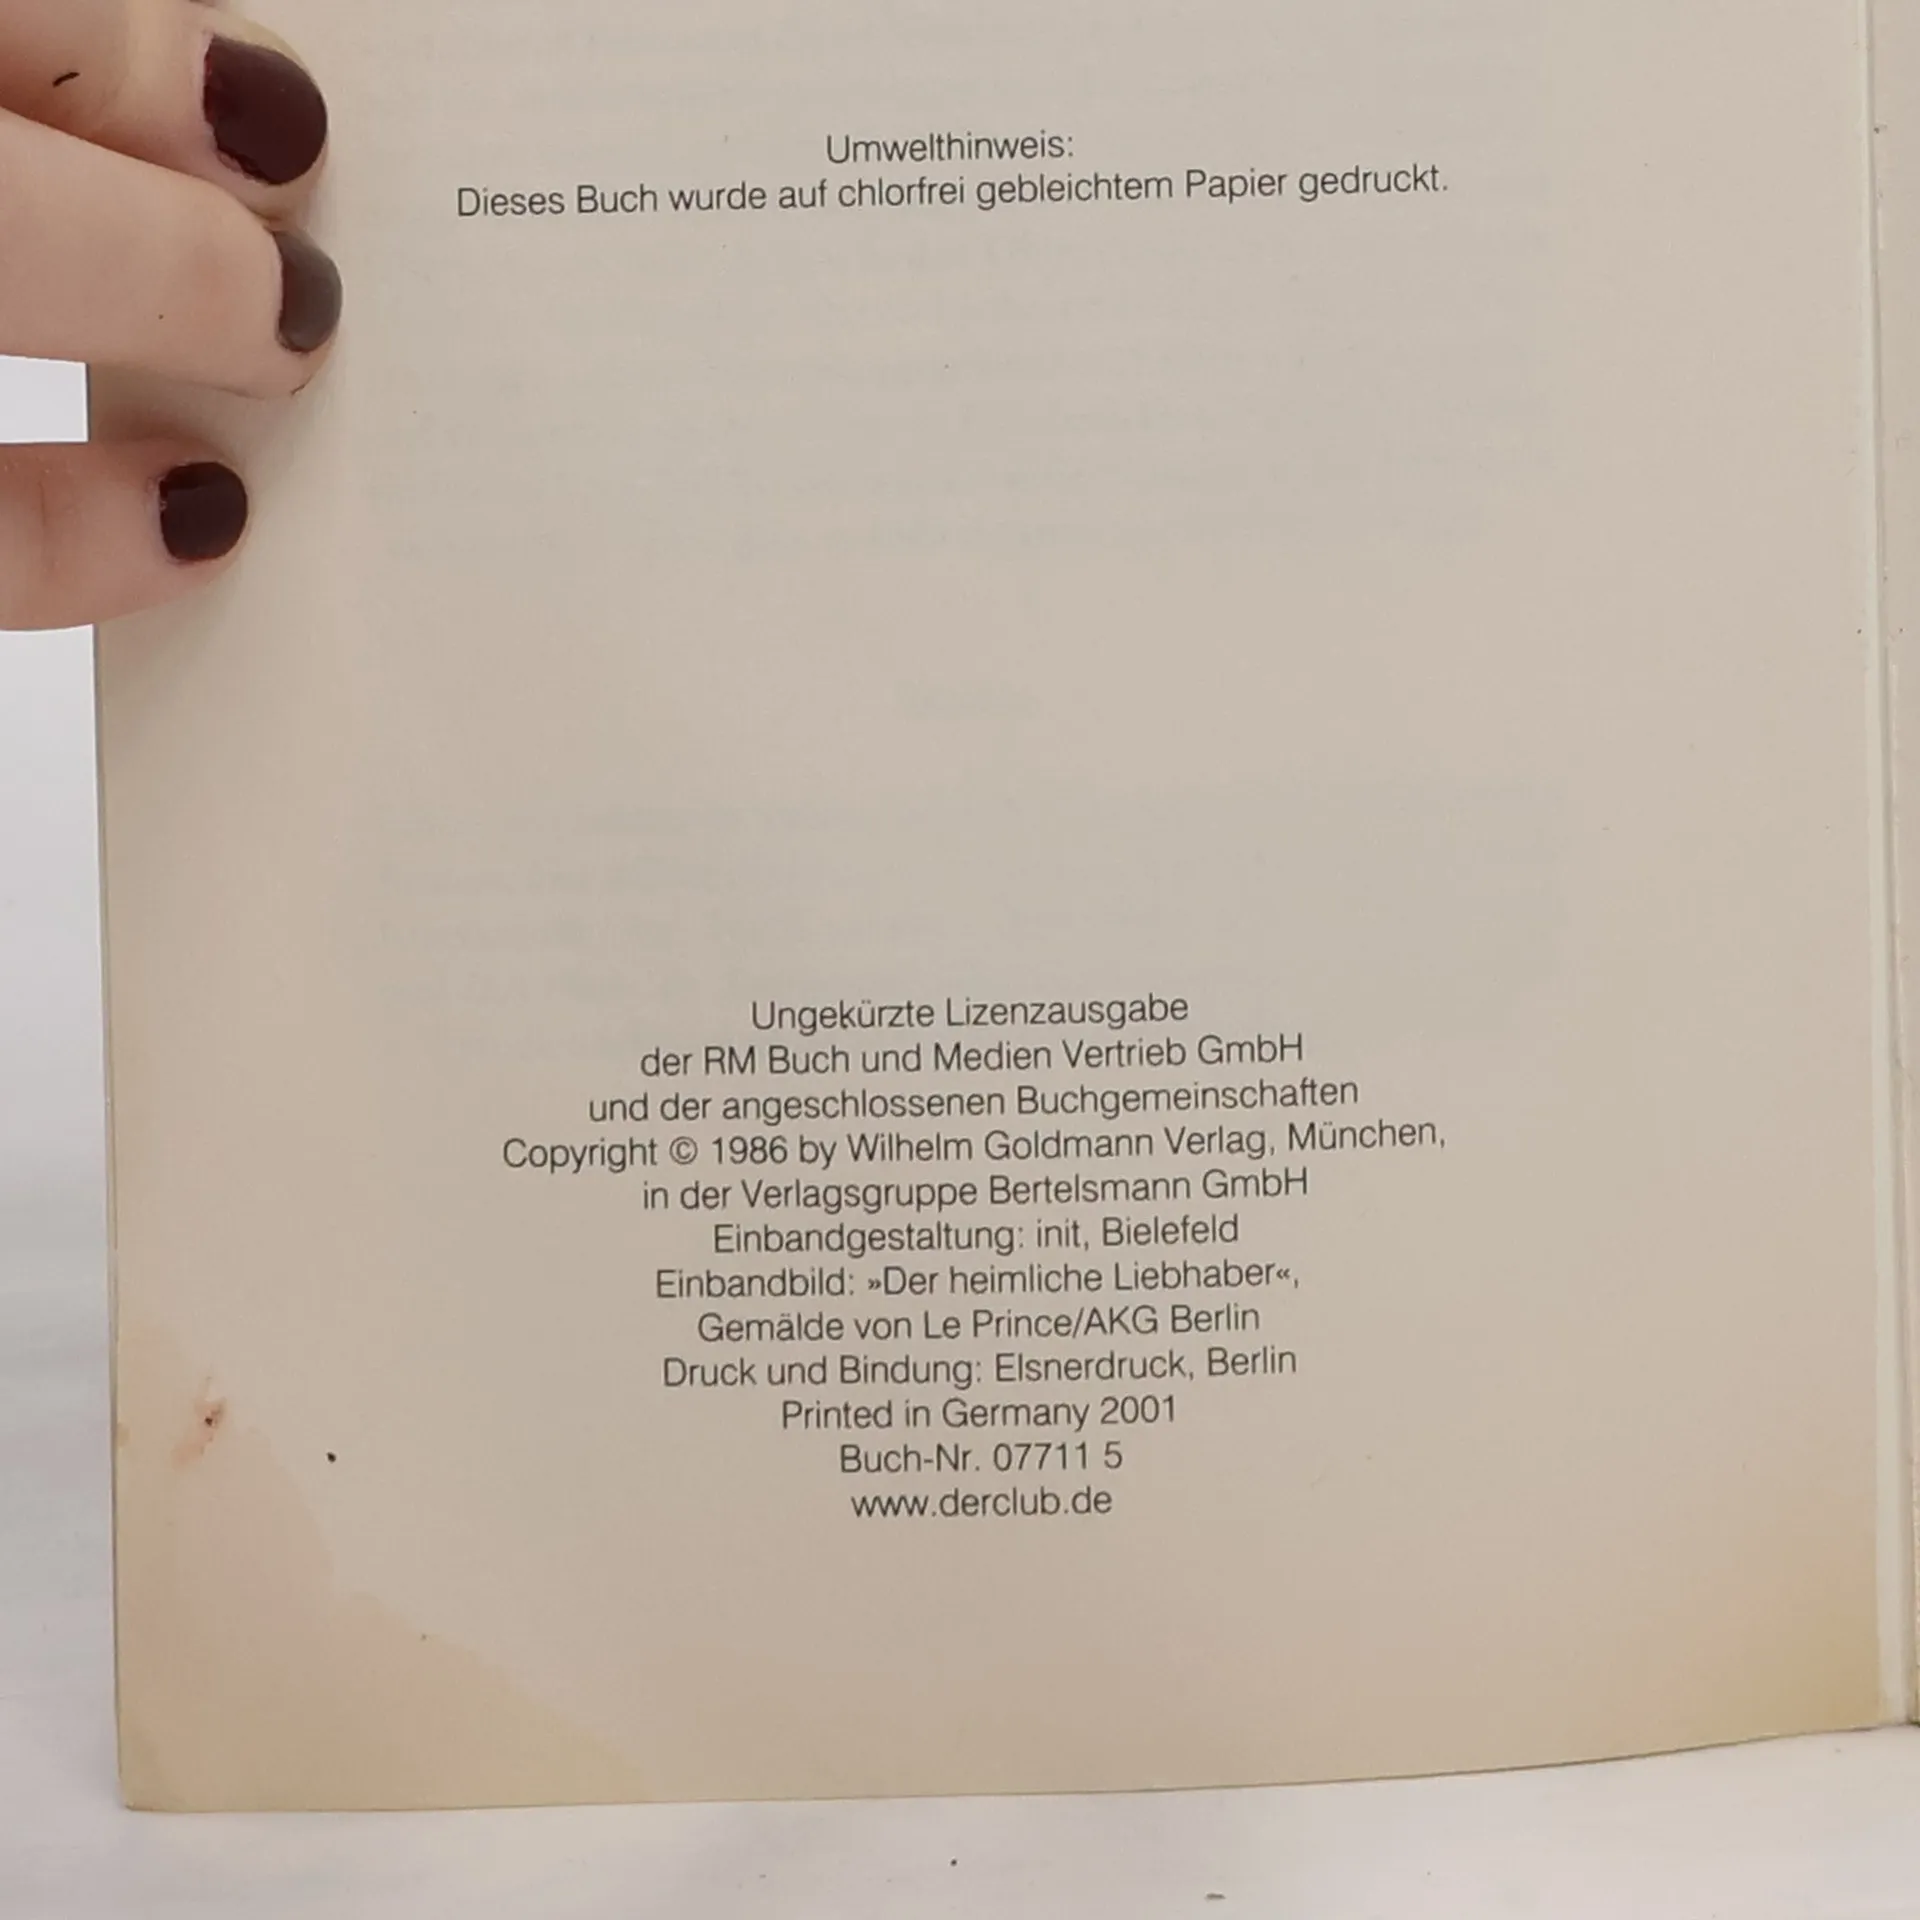 Umwelthinweis:
Dieses Buch wurde auf chlorfrei gebleichtem Papier gedruckt.
Ungekürzte Lizenzausgabe
der RM Buch und Medien Vertrieb GmbH
und der angeschlossenen Buchgemeinschaften
Copyright © 1986 by Wilhelm Goldmann Verlag, München,
in der Verlagsgruppe Bertelsmann GmbH
Einbandgestaltung: init, Bielefeld
Einbandbild: »Der heimliche Liebhaber«,
Gemälde von Le Prince/AKG Berlin
Druck und Bindung: Elsnerdruck, Berlin
Printed in Germany 2001
Buch-Nr. 07711 5
www.derclub.de